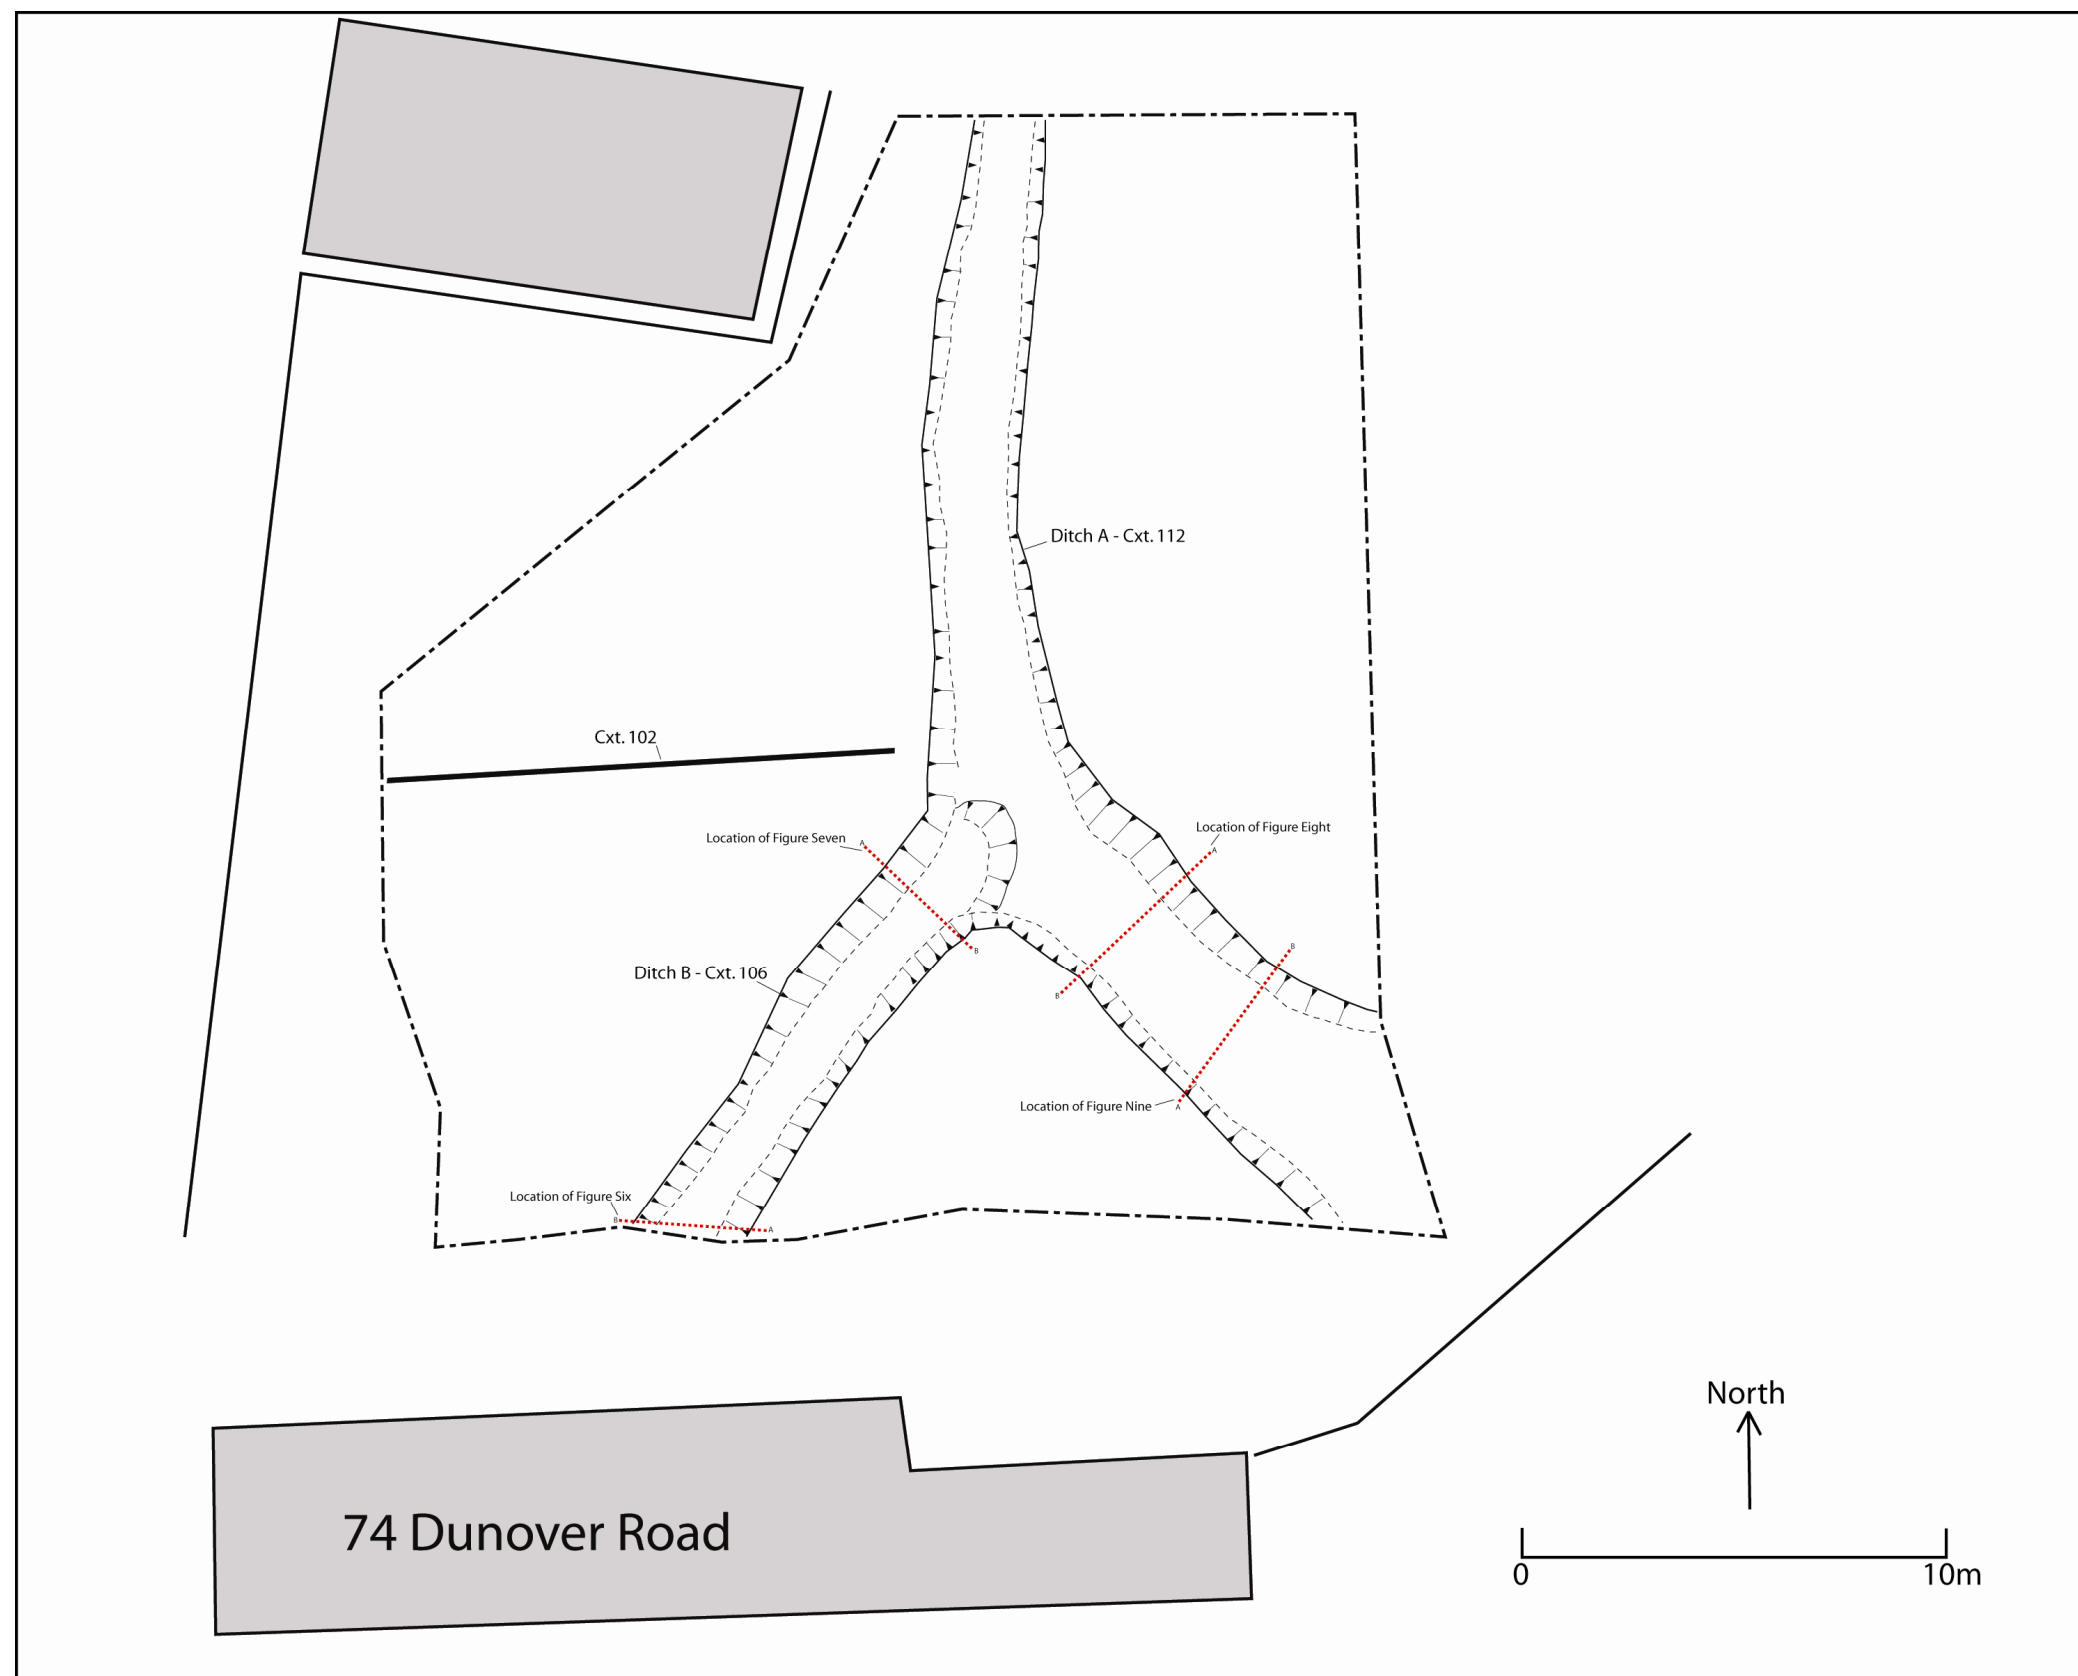 Ditch A - Cxt. 112
Cxt. 102
Location of Figure Seven
A
B
Location of Figure Eight
A
B
Ditch B - Cxt. 106
B
Location of Figure Nine
A
Location of Figure Six
B
A
North
74 Dunover Road
0
10m